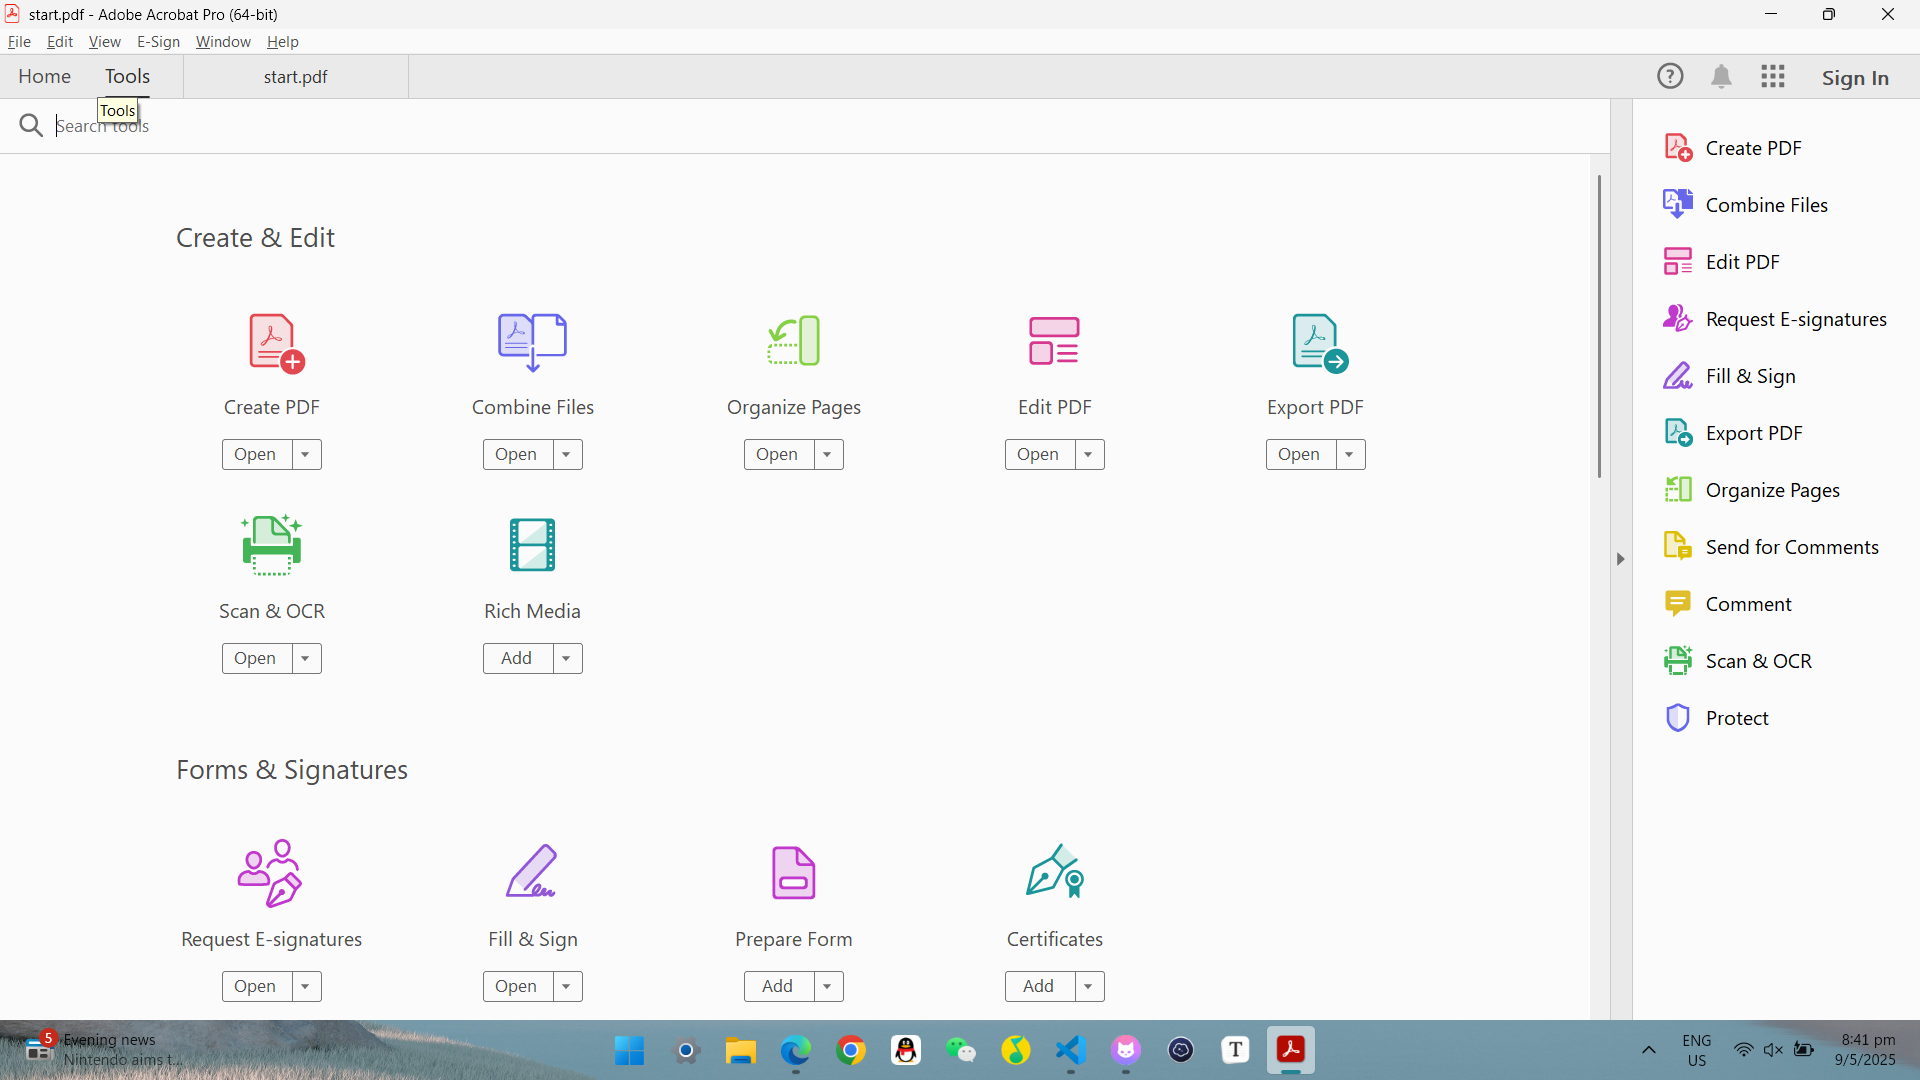 start.pdf - Adobe Acrobat Pro (64-bit)
File Edit View E-Sign Window Help
Home Tools start.pdf Sign In
Tools
Search tools
Create & Edit
Create PDF Combine Files Organize Pages Edit PDF Export PDF
Open Open Open Open Open
Scan & OCR Rich Media
Open Add
Forms & Signatures
Request E-signatures Fill & Sign Prepare Form Certificates
Open Open Add Add
Create PDF
Combine Files
Edit PDF
Request E-signatures
Fill & Sign
Export PDF
Organize Pages
Send for Comments
Comment
Scan & OCR
Protect
5
Evening news
Nintendo aims t...
T
ENG
US
8:41 pm
9/5/2025